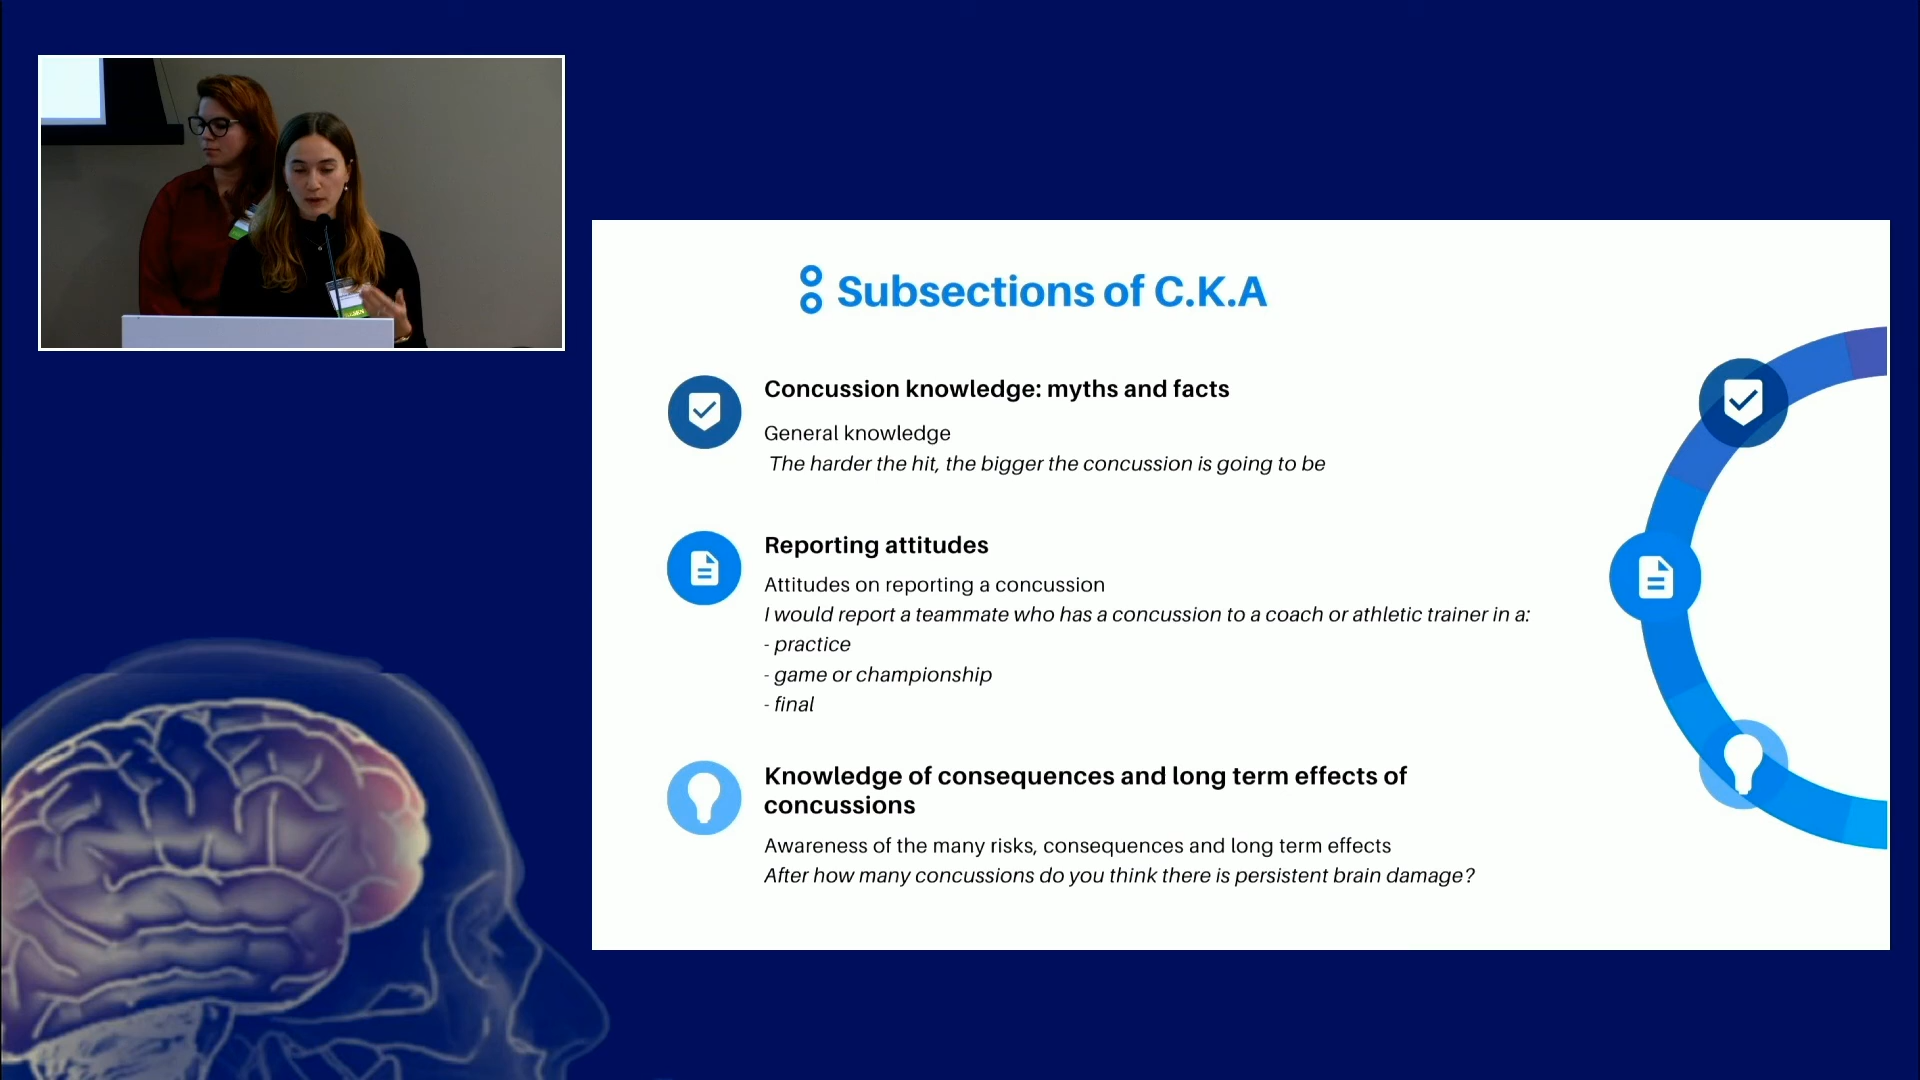 Subsections of C.K.A
Concussion knowledge: myths and facts
General knowledge
The harder the hit, the bigger the concussion is going to be
Reporting attitudes
Attitudes on reporting a concussion
I would report a teammate who has a concussion to a coach or athletic trainer in a:
- practice
- game or championship
- final
Knowledge of consequences and long term effects of
concussions
Awareness of the many risks, consequences and long term effects
After how many concussions do you think there is persistent brain damage?